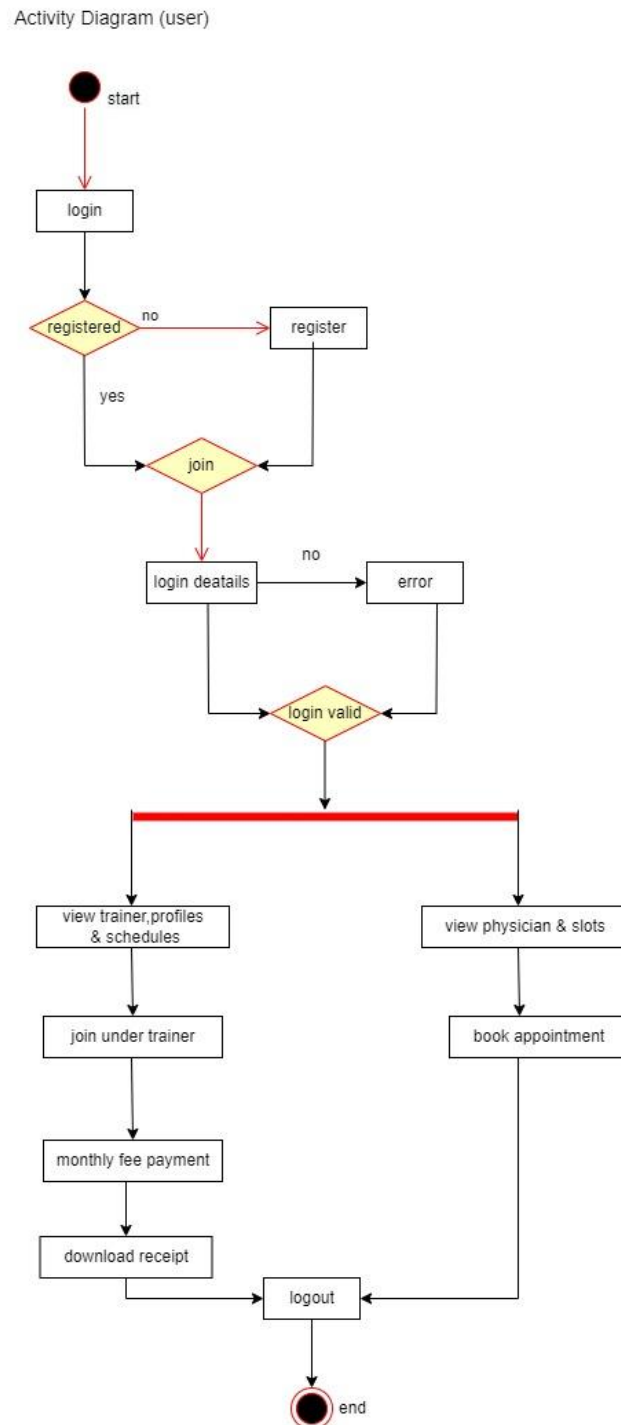 Activity Diagram (user)
start
login
registered
no
register
yes
join
login deatails
no
error
login valid
view trainer,profiles
& schedules
view physician & slots
join under trainer
book appointment
monthly fee payment
download receipt
logout
end